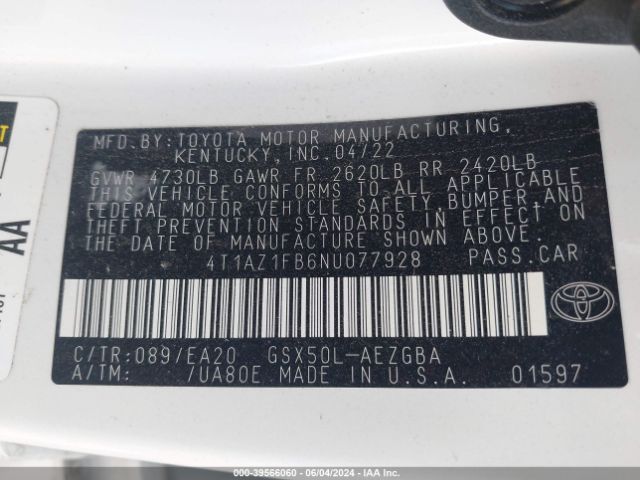 MFD.BY:TOYOTA MOTOR MANUFACTURING,
KENTUCKY,INC.04/22
GVWR 4730LB GAWR FR 2620LB RR 2420LB
THIS VEHICLE CONFORMS TO ALL APPLICABLE
FEDERAL MOTOR VEHICLE SAFETY,BUMPER,AND
THEFT PREVENTION STANDARDS IN EFFECT ON
THE DATE OF MANUFACTURE SHOWN ABOVE.
4T1AZ1FB6NU077928 PASS.CAR
C/TR:089/EA20 GSX50L-AEZGBA
A/TM: /UA80E MADE IN U.S.A. 01597
AA
000-39566060 - 06/04/2024 - IAA Inc.